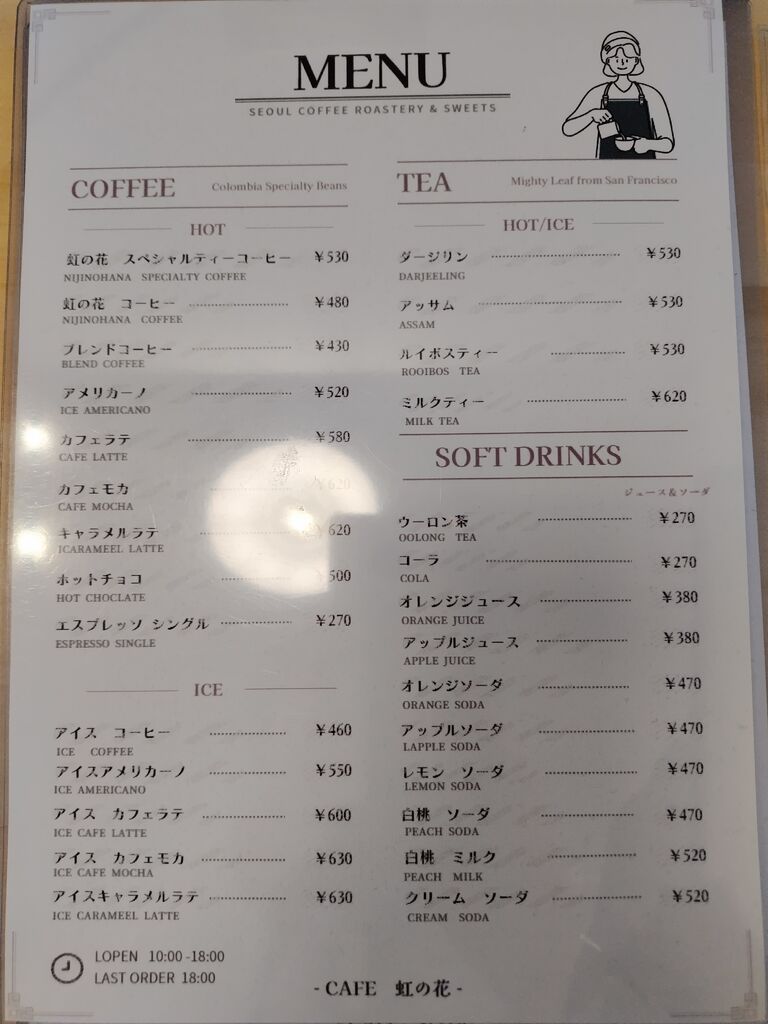 MENU
SEOUL COFFEE ROASTERY & SWEETS
COFFEE Colombia Specialty Beans
HOT
虹の花 スペシャルティーコーヒー ¥530
NIJINOHANA SPECIALTY COFFEE
虹の花 コーヒー ¥480
NIJINOHANA COFFEE
ブレンドコーヒー ¥430
BLEND COFFEE
アメリカーノ ¥520
ICE AMERICANO
カフェラテ ¥580
CAFE LATTE
カフェモカ ¥620
CAFE MOCHA
キャラメルラテ ¥620
ICARAMEEL LATTE
ホットチョコ ¥500
HOT CHOCLATE
エスプレッソ シングル ¥270
ESPRESSO SINGLE
ICE
アイス コーヒー ¥460
ICE COFFEE
アイスアメリカーノ ¥550
ICE AMERICANO
アイス カフェラテ ¥600
ICE CAFE LATTE
アイス カフェモカ ¥630
ICE CAFE MOCHA
アイスキャラメルラテ ¥630
ICE CARAMEEL LATTE
TEA Mighty Leaf from San Francisco
HOT/ICE
ダージリン ¥530
DARJEELING
アッサム ¥530
ASSAM
ルイボスティー ¥530
ROOIBOS TEA
ミルクティー ¥620
MILK TEA
SOFT DRINKS
ジュース&ソーダ
ウーロン茶 ¥270
OOLONG TEA
コーラ ¥270
COLA
オレンジジュース ¥380
ORANGE JUICE
アップルジュース ¥380
APPLE JUICE
オレンジソーダ ¥470
ORANGE SODA
アップルソーダ ¥470
LAPPLE SODA
レモン ソーダ ¥470
LEMON SODA
白桃 ソーダ ¥470
PEACH SODA
白桃 ミルク ¥520
PEACH MILK
クリーム ソーダ ¥520
CREAM SODA
LOPEN 10:00 -18:00
LAST ORDER 18:00
- CAFE 虹の花 -